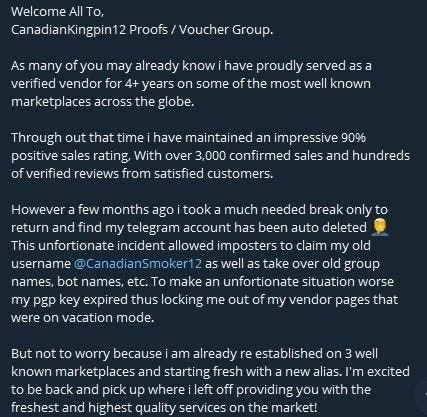 Welcome All To,
CanadianKingpin12 Proofs / Voucher Group.
As many of you may already know i have proudly served as a
verified vendor for 4+ years on some of the most well known
marketplaces across the globe.
Through out that time i have maintained an impressive 90%
positive sales rating, With over 3,000 confirmed sales and hundreds
of verified reviews from satisfied customers.
However a few months ago i took a much needed break only to
return and find my telegram account has been auto deleted 🤦‍♂️
This unfortionate incident allowed imposters to claim my old
username @CanadianSmoker12 as well as take over old group
names, bot names, etc. To make an unfortionate situation worse
my pgp key expired thus locking me out of my vendor pages that
were on vacation mode.
But not to worry because i am already re established on 3 well
known marketplaces and starting fresh with a new alias. I'm excited
to be back and pick up where i left off providing you with the
freshest and highest quality services on the market!